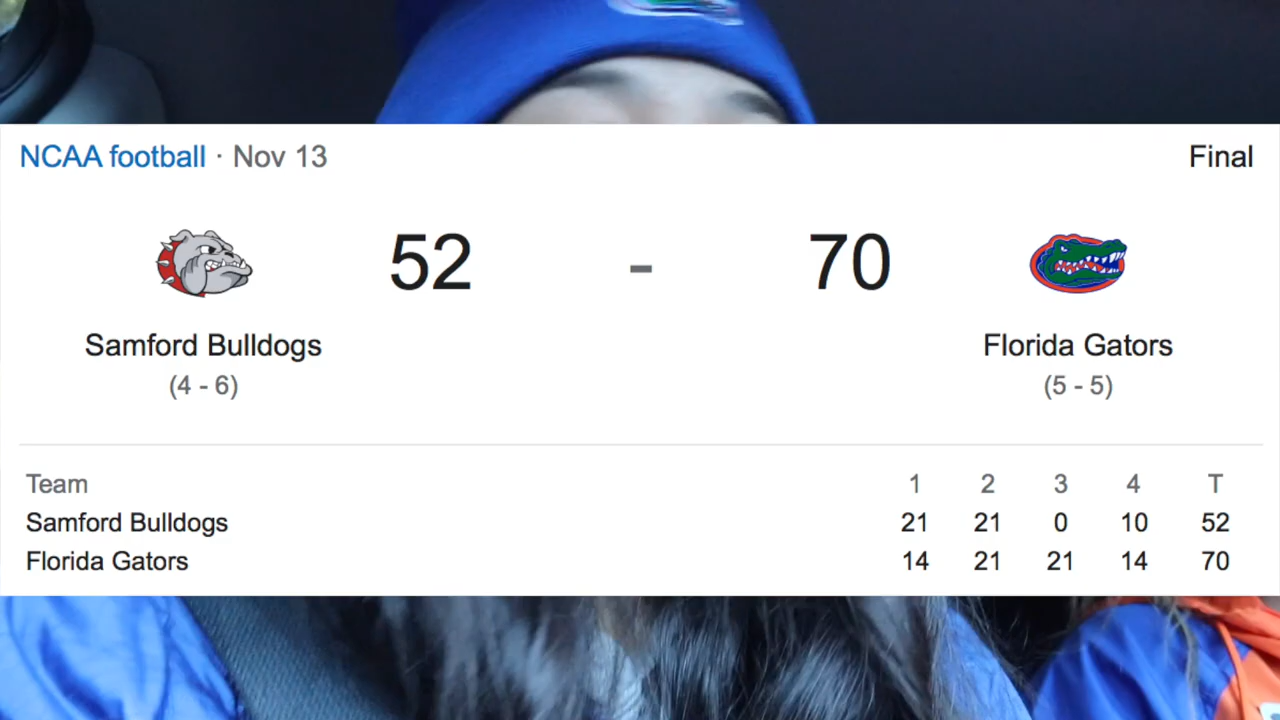 NCAA football · Nov 13
Final
52 - 70
Samford Bulldogs
Florida Gators
(4 - 6)
(5 - 5)
Team 1 2 3 4 T
Samford Bulldogs 21 21 0 10 52
Florida Gators 14 21 21 14 70